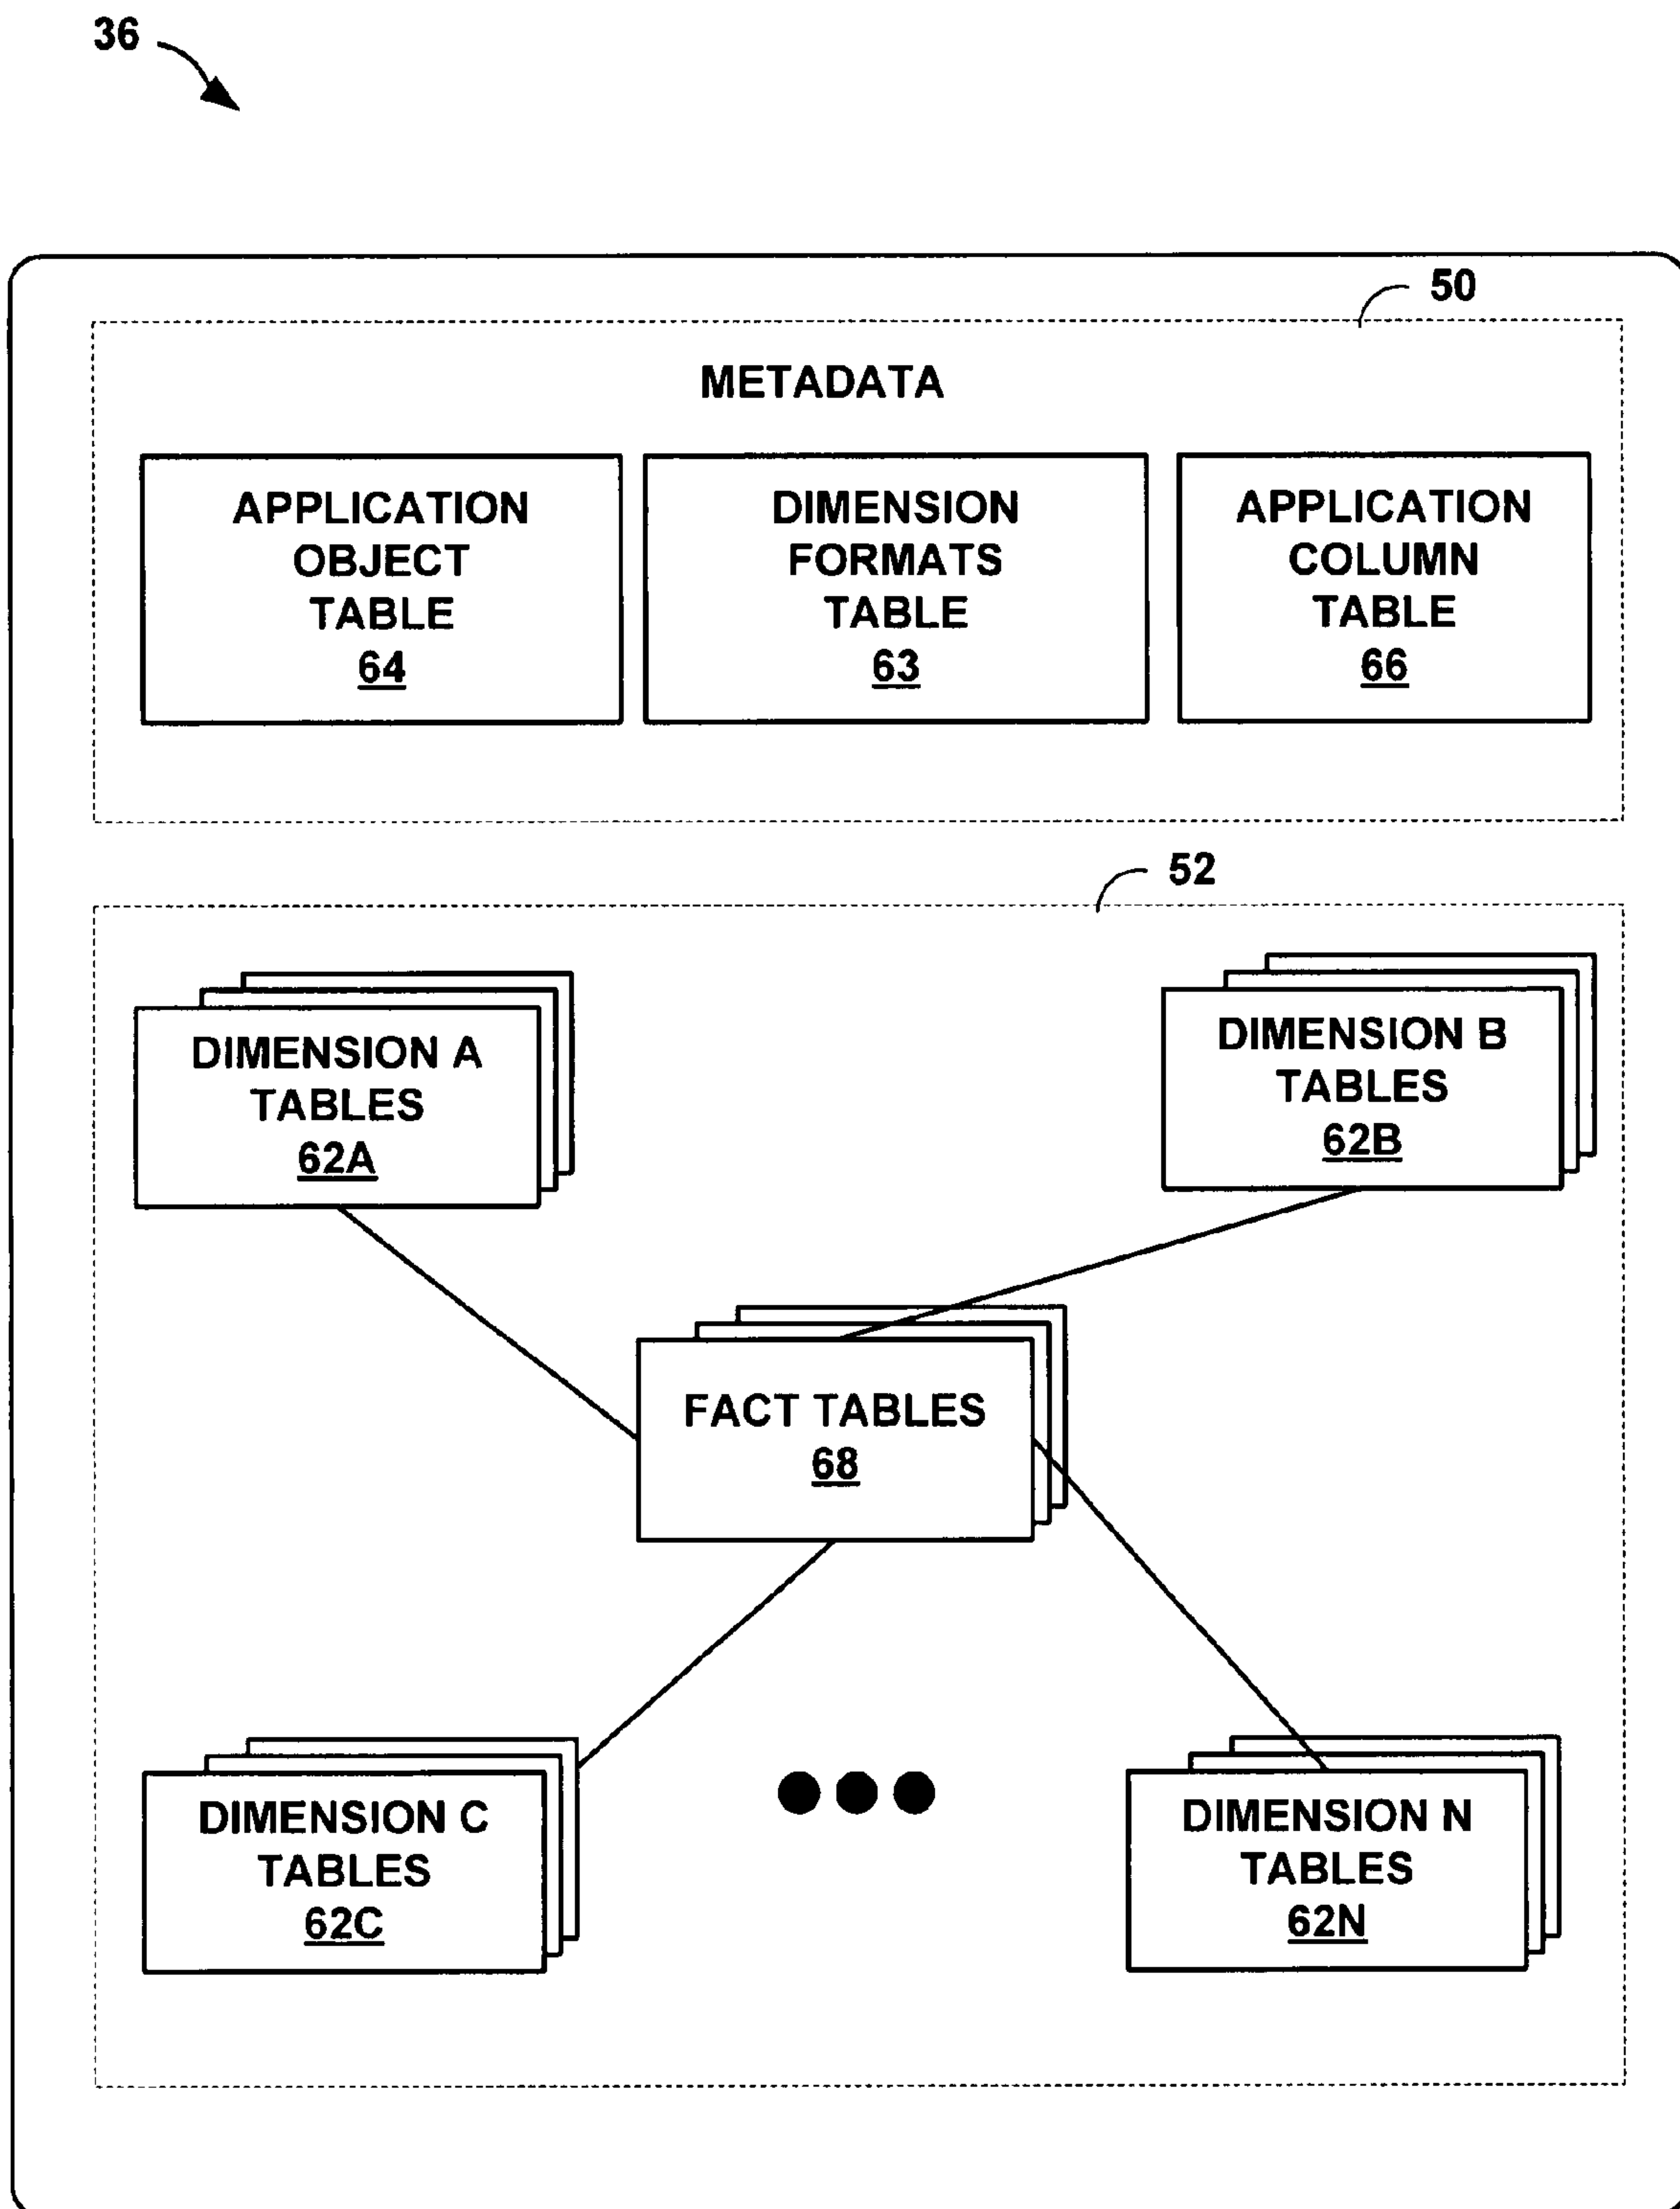 36
50
METADATA
APPLICATION
OBJECT
TABLE
64
DIMENSION
FORMATS
TABLE
63
APPLICATION
COLUMN
TABLE
66
52
DIMENSION A
TABLES
62A
DIMENSION B
TABLES
62B
FACT TABLES
68
DIMENSION C
TABLES
62C
DIMENSION N
TABLES
62N